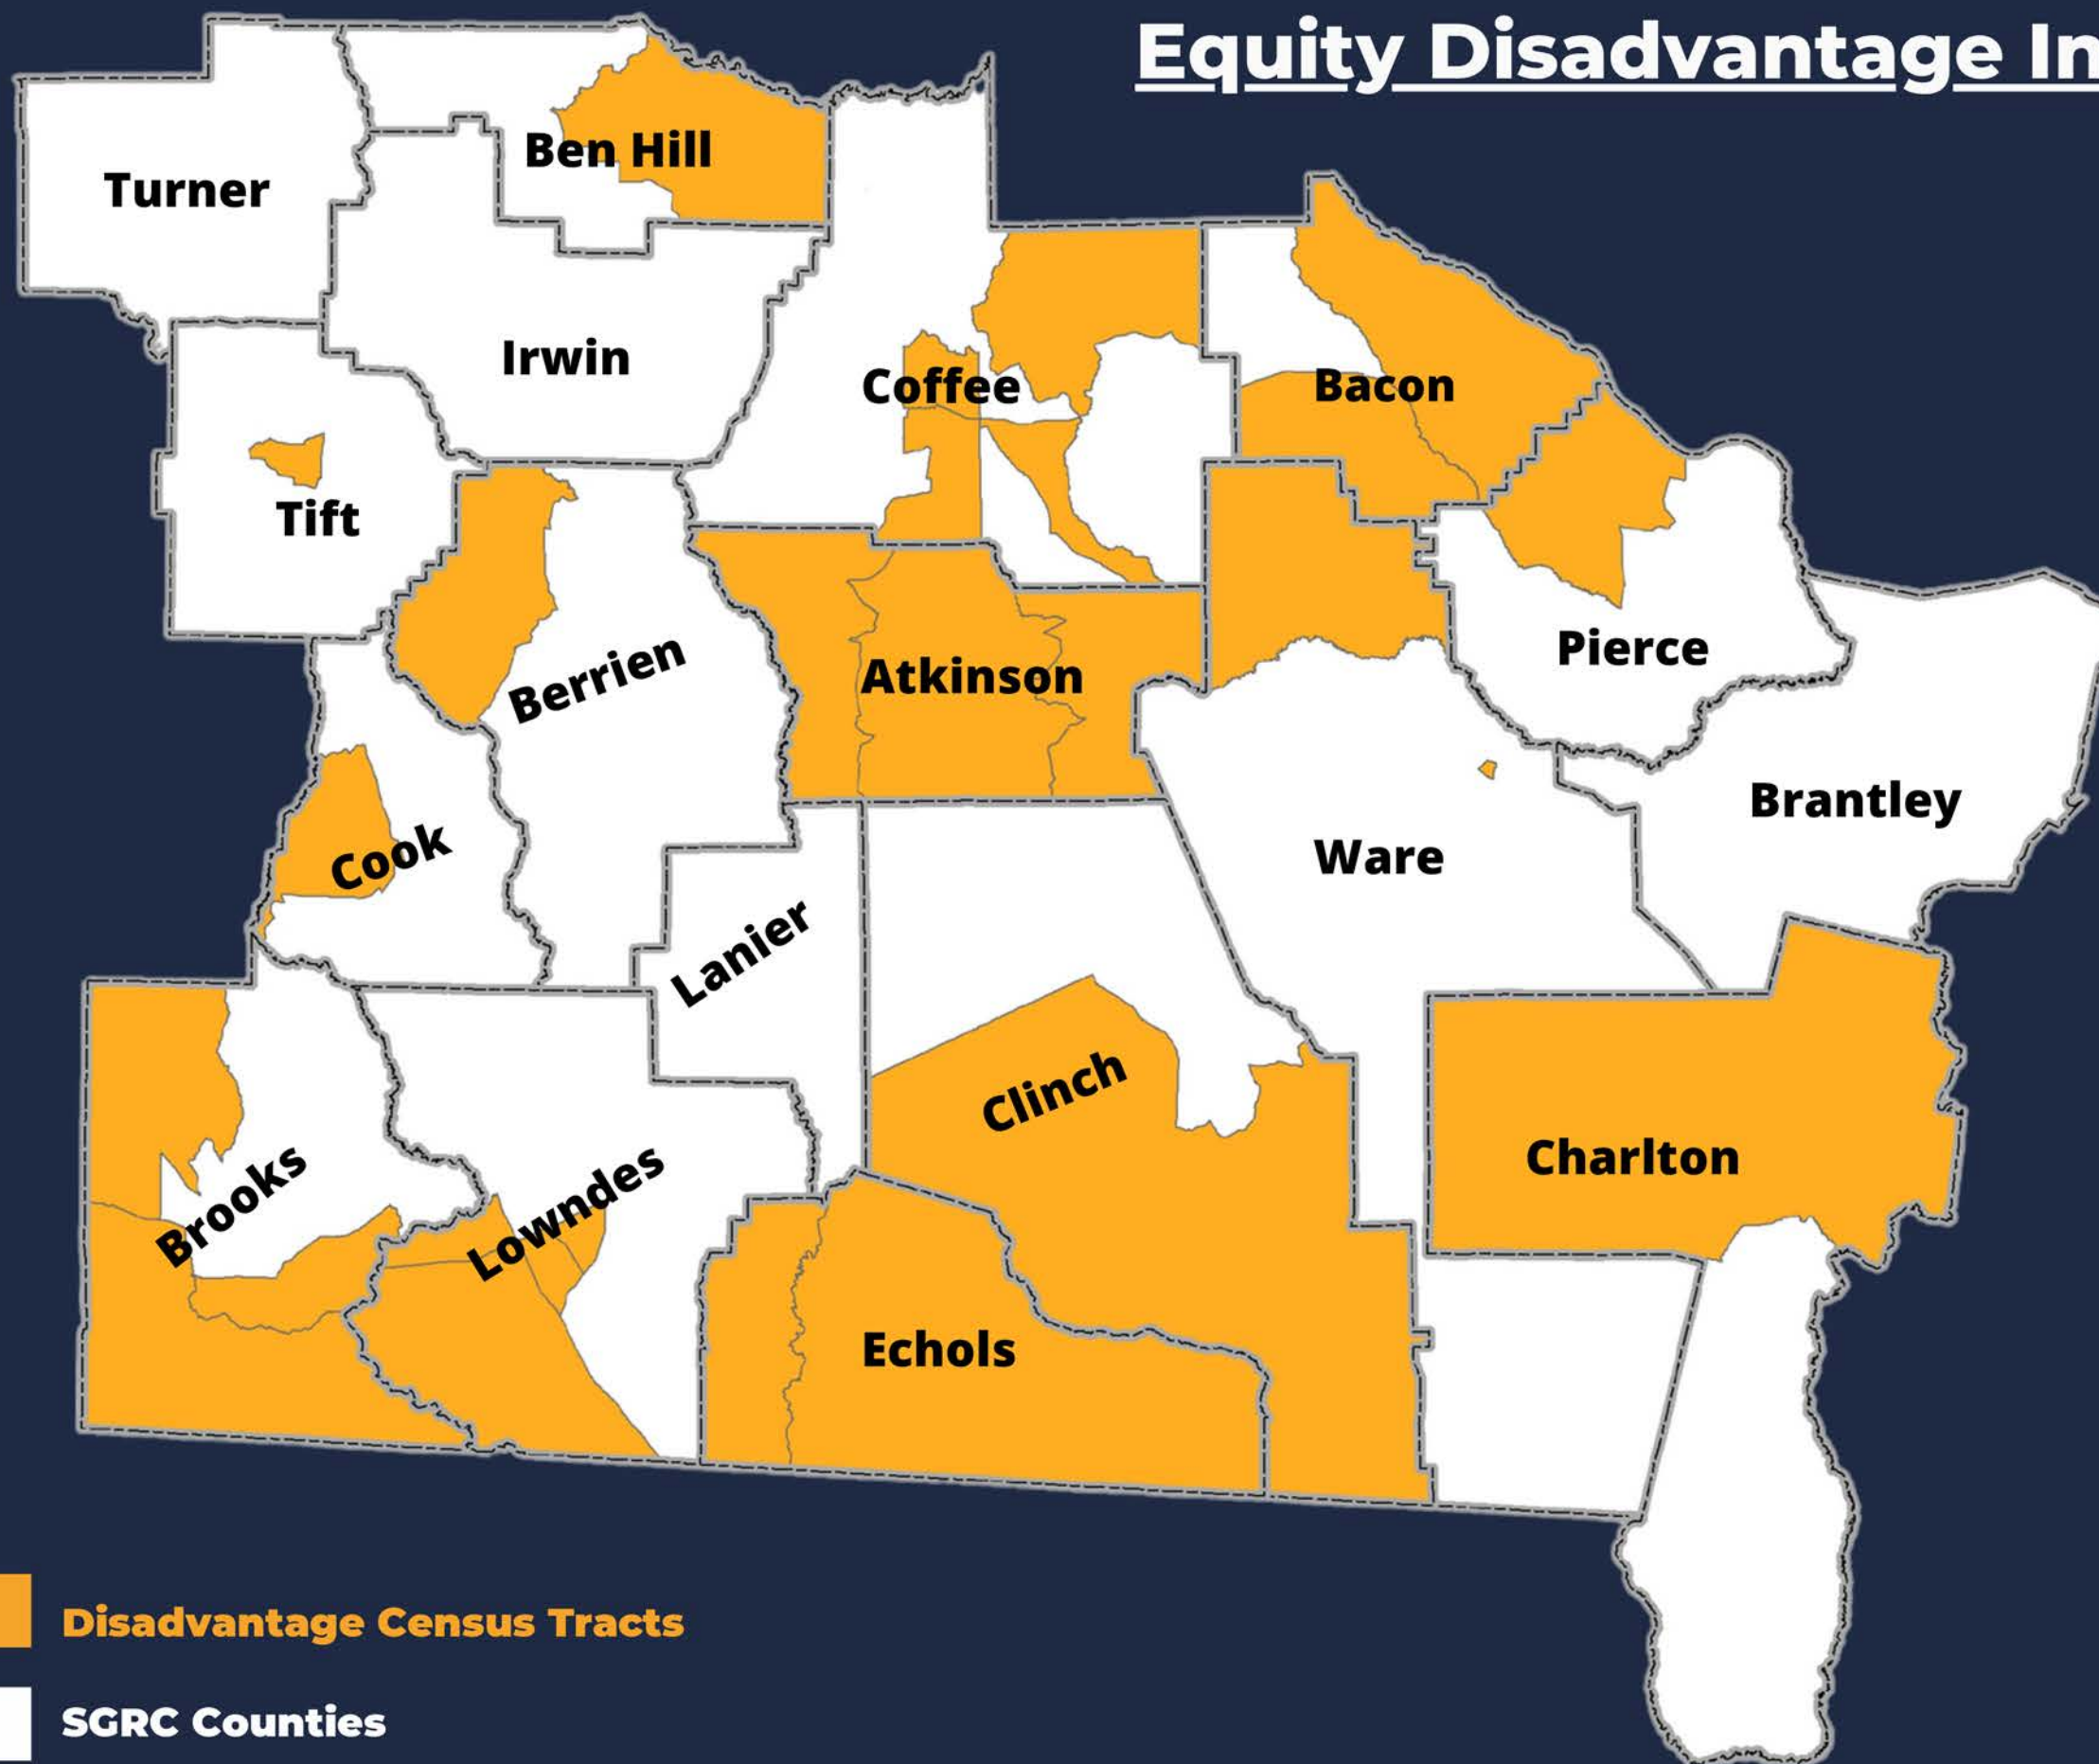 Equity Disadvantage In
Ben Hill
Turner
Irwin
Coffee
Bacon
Tift
Berrien
Atkinson
Pierce
Brantley
Cook
Ware
Lanier
Clinch
Charlton
Brooks
Lowndes
Echols
Disadvantage Census Tracts
SGRC Counties